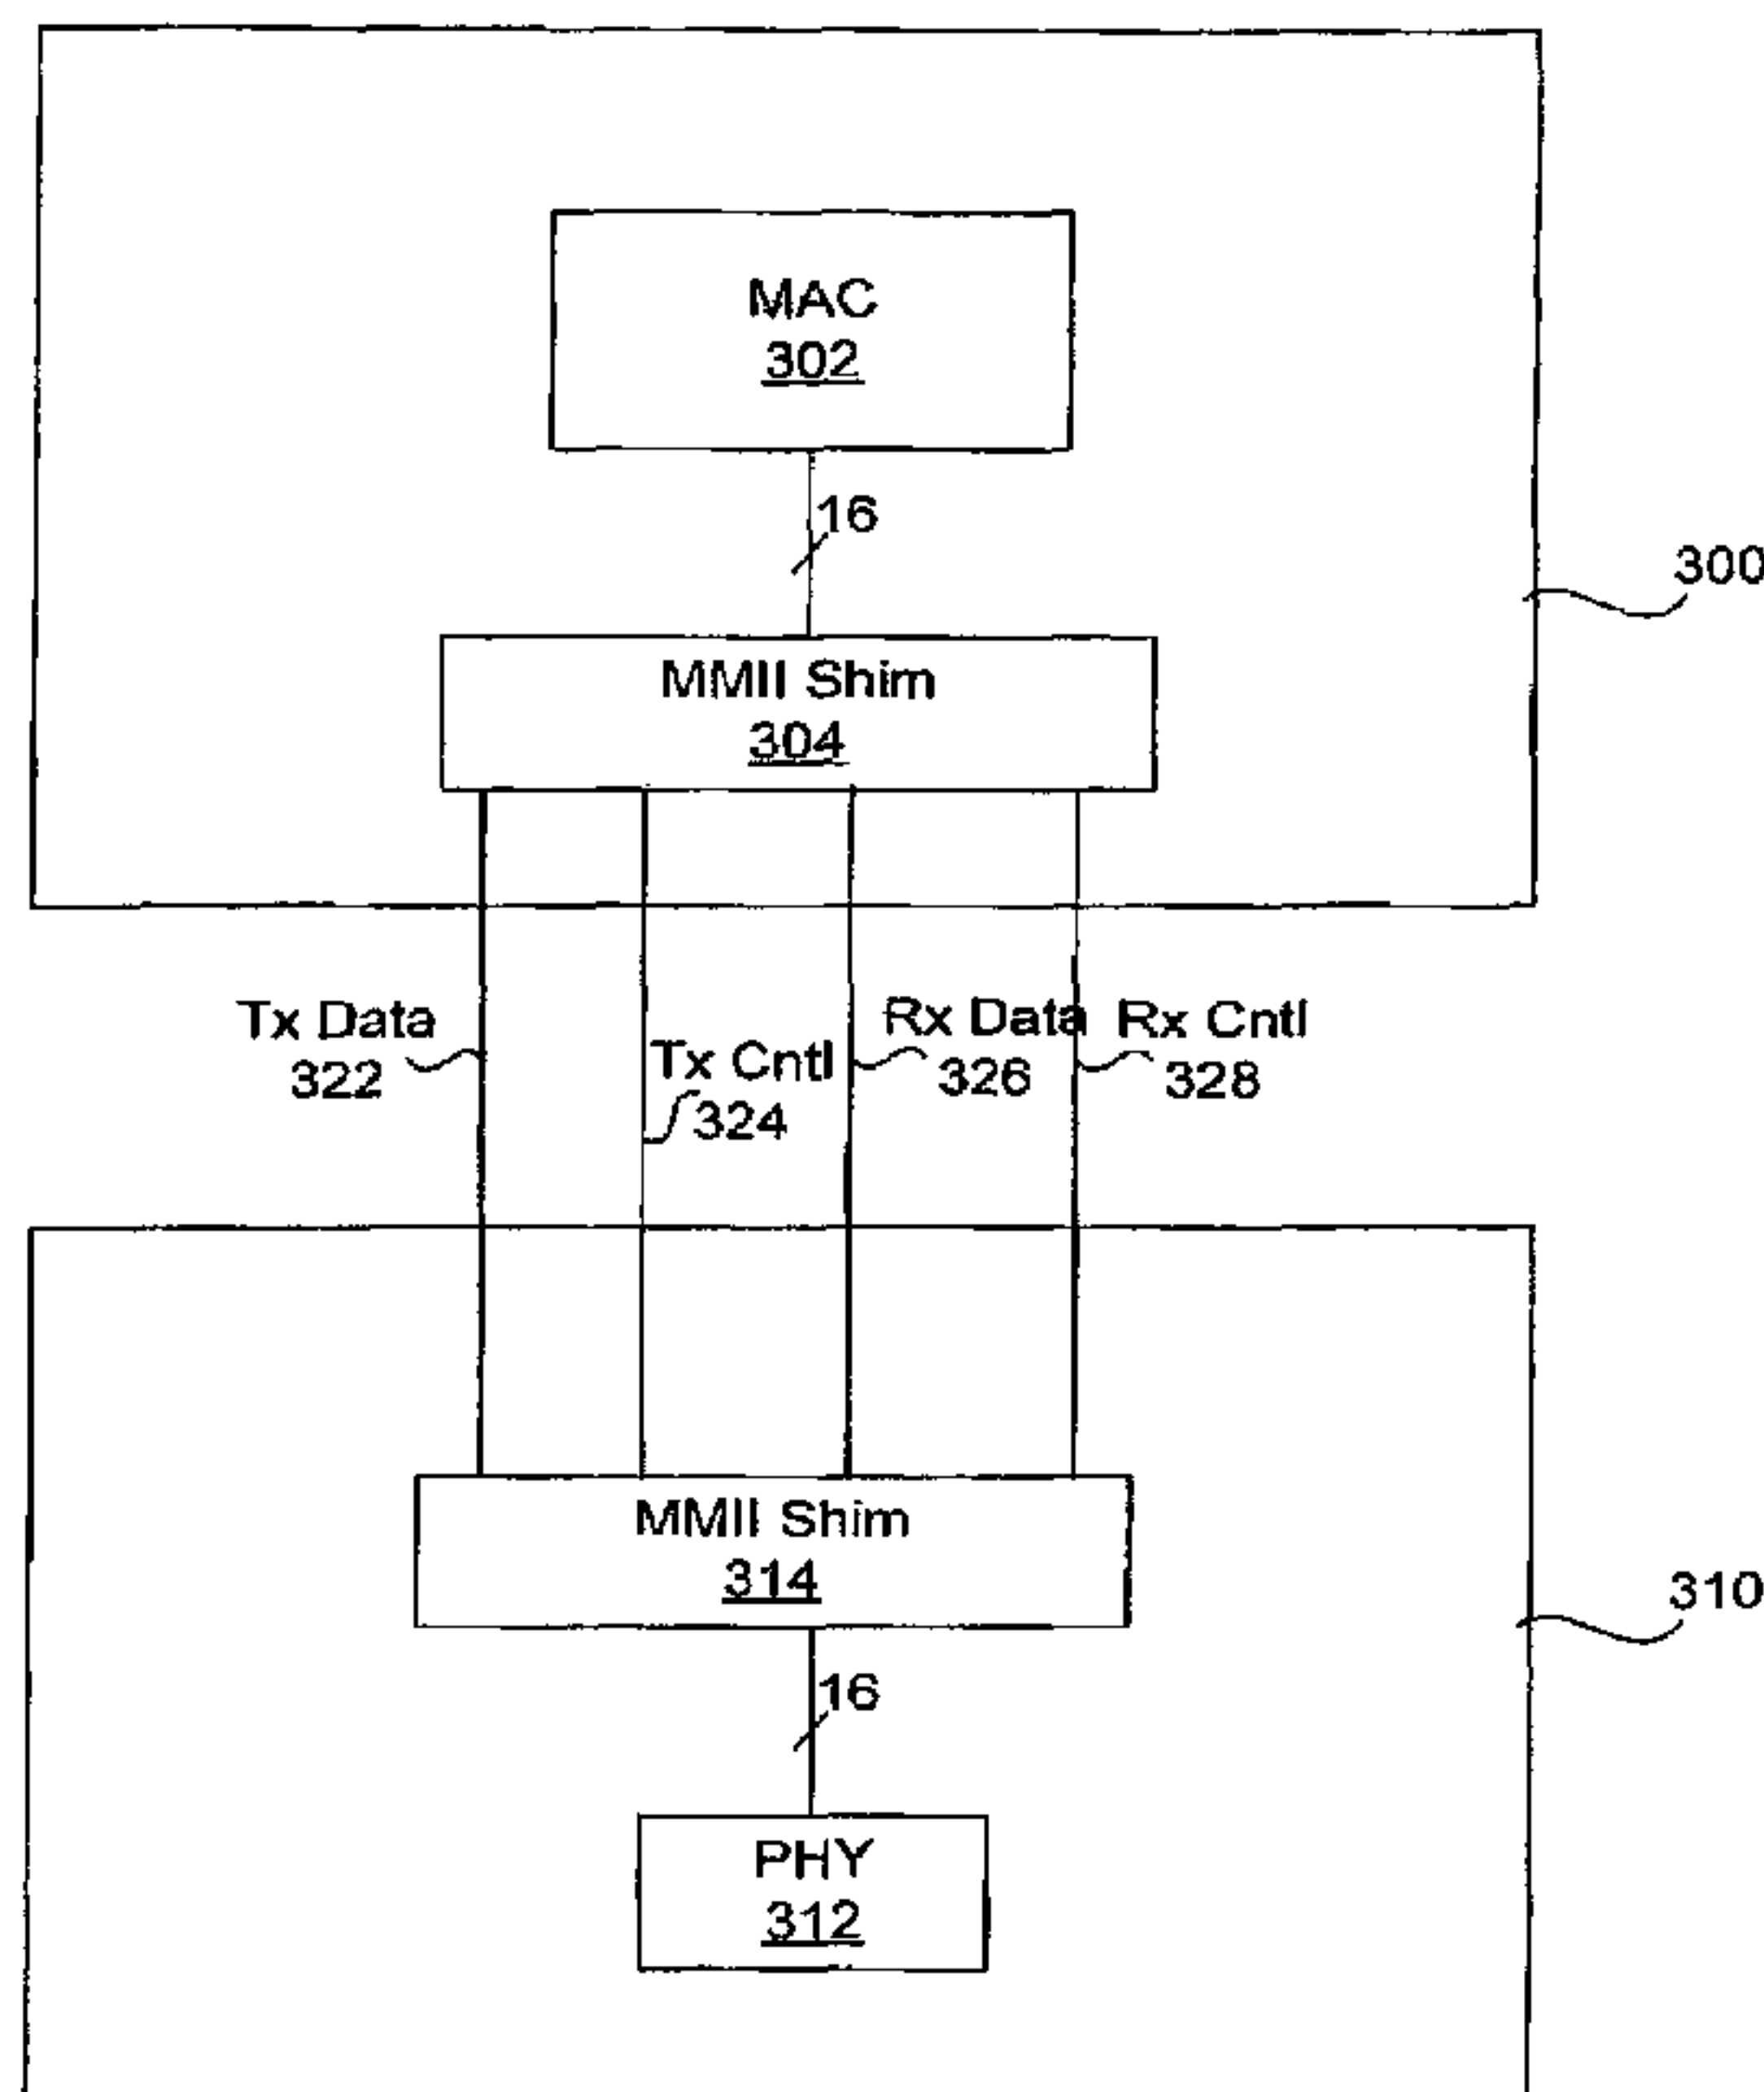 MAC
302
16
300
MMII Shim
304
Tx Data
322
Tx Cntl
324
Rx Data
326
Rx Cntl
328
MMII Shim
314
310
16
PHY
312